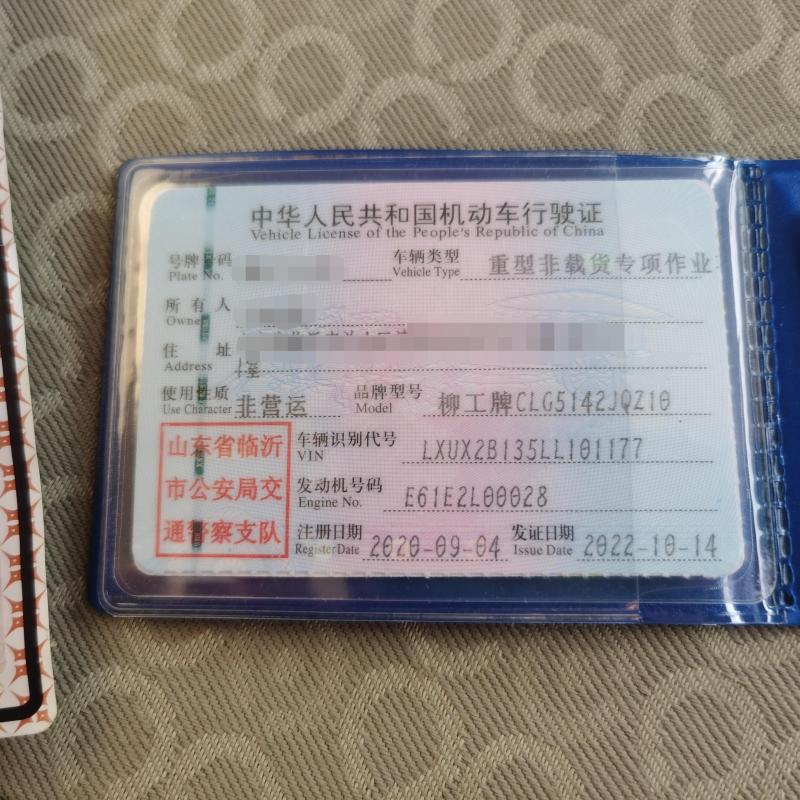 中华人民共和国机动车行驶证
Vehicle License of the People's Republic of China
号牌号码 车辆类型 重型非载货专项作业
Plate No. Vehicle Type
所有人
Owner
住址
Address 室
使用性质 非营运 品牌型号 柳工牌CLG5142JQZ10
Use Character Model
山东省临沂
市公安局交
通警察支队
车辆识别代号 LXUX2B135LL101177
VIN
发动机号码 E61E2L00028
Engine No.
注册日期 2020-09-04 发证日期 2022-10-14
Register Date Issue Date